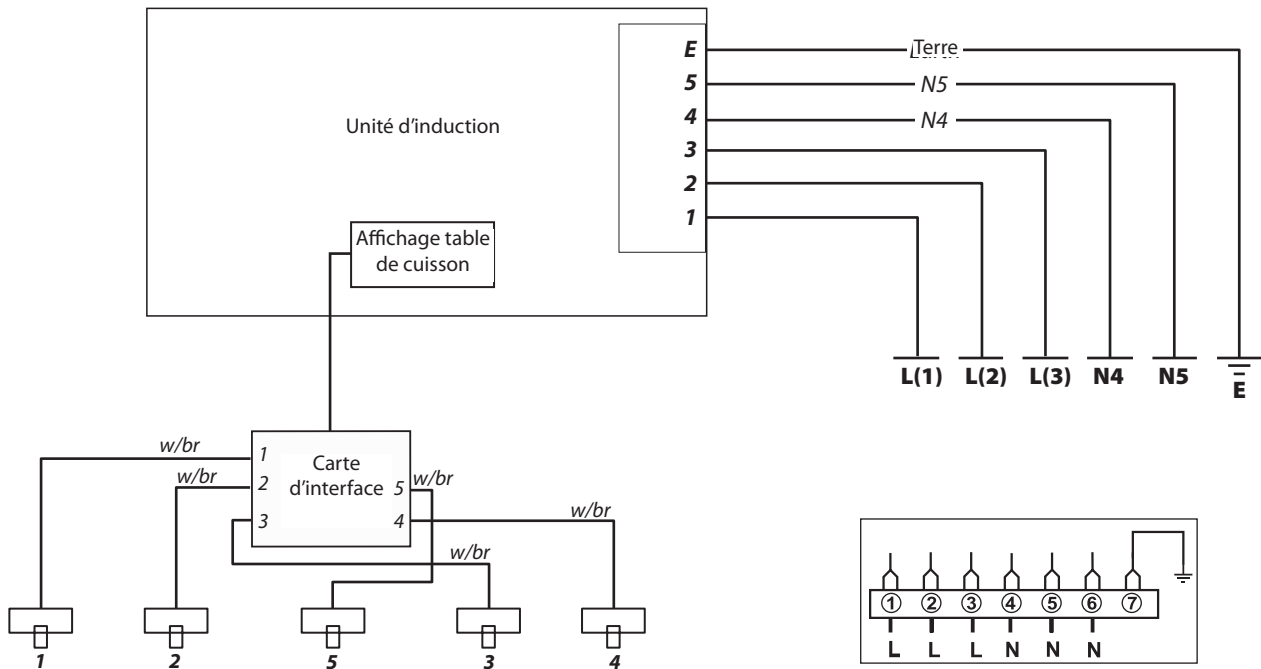 E
Terre
5
N5
4
N4
Unité d'induction
3
2
1
Affichage table
de cuisson
L(1)
L(2)
L(3)
N4
N5
E
w/br
1
Carte
d'interface
w/br
2
5
w/br
3
4
w/br
w/br
1
2
5
3
4
1
2
3
4
5
6
7
L
L
L
N
N
N